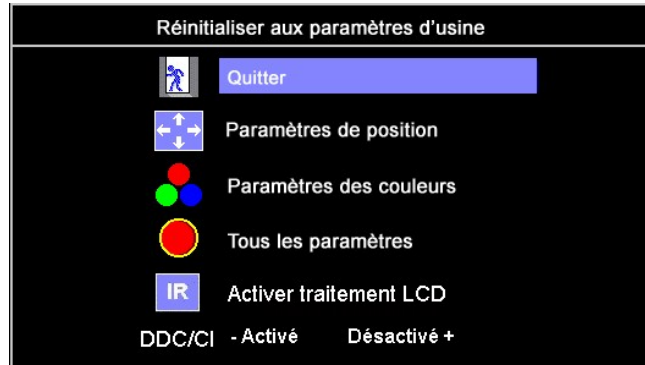 Réinitialiser aux paramètres d'usine
Quitter
Paramètres de position
Paramètres des couleurs
Tous les paramètres
IR Activer traitement LCD
DDC/CI - Activé Désactivé +